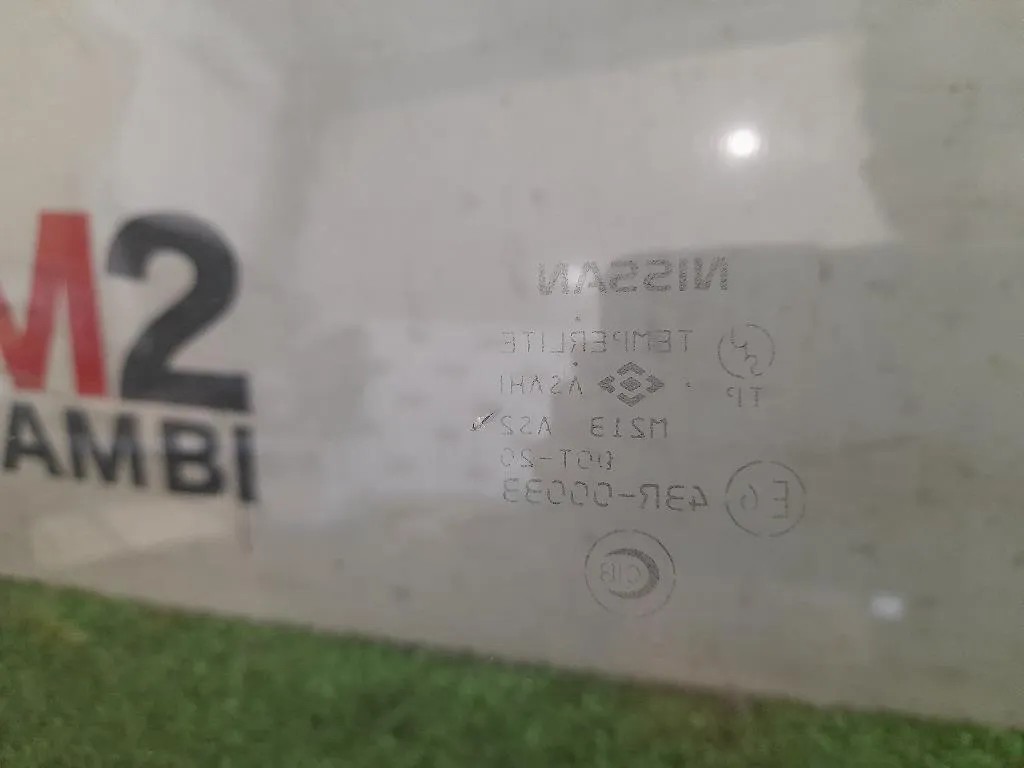 M2
AMBI
NISSAN
TEMPERLITE
TP
ASAHI
M213 AS2
DOT-20
E6 43R-00033